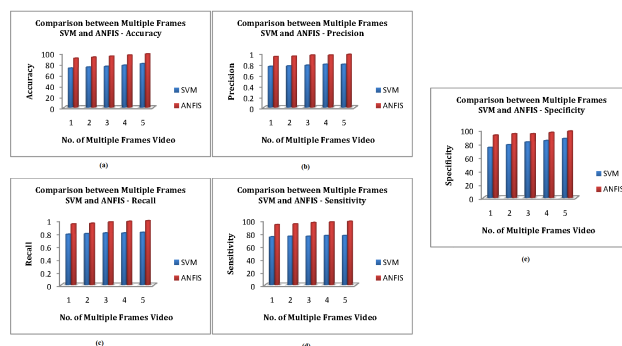 Comparison between Multiple Frames
SVM and ANFIS - Accuracy
Accuracy
100
80
60
40
20
0
1 2 3 4 5
No. of Multiple Frames Video
SVM
ANFIS
(a)
Comparison between Multiple Frames
SVM and ANFIS - Precision
Precision
1
0.8
0.6
0.4
0.2
0
1 2 3 4 5
No. of Multiple Frames Video
SVM
ANFIS
(b)
Comparison between Multiple Frames
SVM and ANFIS - Recall
Recall
1
0.8
0.6
0.4
0.2
0
1 2 3 4 5
No. of Multiple Frames Video
SVM
ANFIS
(c)
Comparison between Multiple Frames
SVM and ANFIS - Sensitivity
Sensitivity
100
80
60
40
20
0
1 2 3 4 5
No. of Multiple Frames Video
SVM
ANFIS
(d)
Comparison between Multiple Frames
SVM and ANFIS - Specificity
Specificity
100
80
60
40
20
0
1 2 3 4 5
No. of Multiple Frames Video
SVM
ANFIS
(e)